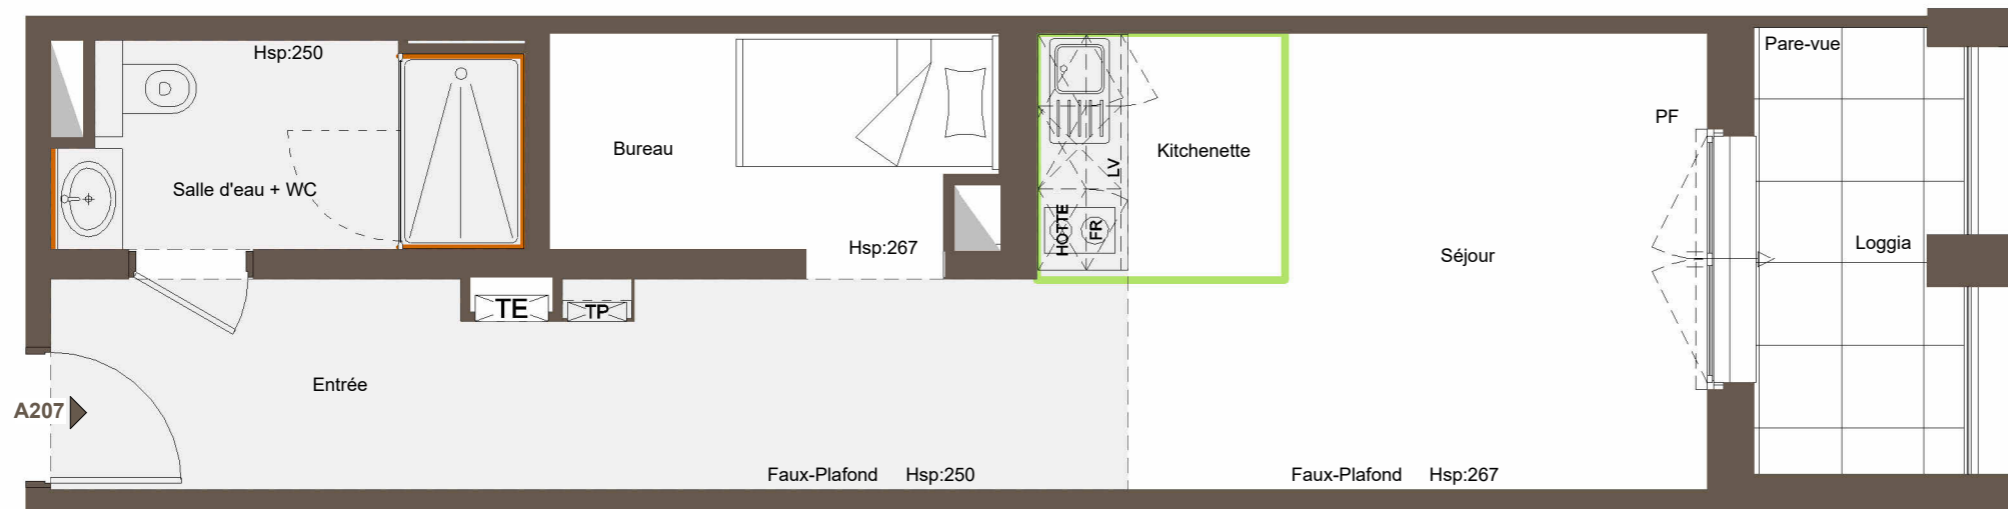 Hsp:250
Pare-vue
PF
Bureau
Kitchenette
LV
Salle d'eau + WC
HOTTE
FR
Hsp:267
Séjour
Loggia
TE
TP
Entrée
A207
Faux-Plafond Hsp:250
Faux-Plafond Hsp:267